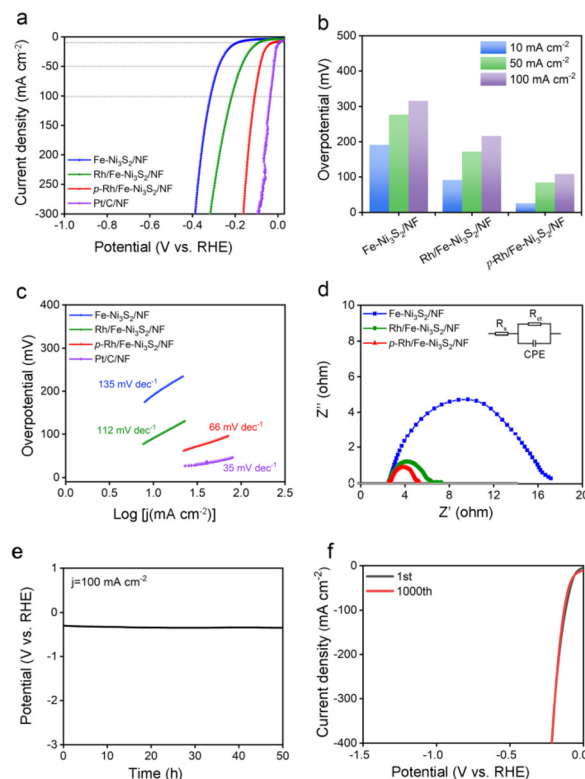 a
0
50
100
150
200
250
300
Current density (mA cm⁻²)
Fe-Ni₃S₂/NF
Rh/Fe-Ni₃S₂/NF
p-Rh/Fe-Ni₃S₂/NF
Pt/C/NF
-1.0 -0.8 -0.6 -0.4 -0.2 0.0
Potential (V vs. RHE)
b
500
400
300
200
100
0
Overpotential (mV)
10 mA cm⁻²
50 mA cm⁻²
100 mA cm⁻²
Fe-Ni₃S₂/NF
Rh/Fe-Ni₃S₂/NF
p-Rh/Fe-Ni₃S₂/NF
c
400
300
200
100
0
Overpotential (mV)
Fe-Ni₃S₂/NF
Rh/Fe-Ni₃S₂/NF
p-Rh/Fe-Ni₃S₂/NF
Pt/C/NF
135 mV dec⁻¹
112 mV dec⁻¹
66 mV dec⁻¹
35 mV dec⁻¹
0.0 0.5 1.0 1.5 2.0 2.5
Log [j(mA cm⁻²)]
d
10
8
6
4
2
0
Z'' (ohm)
Fe-Ni₃S₂/NF
Rh/Fe-Ni₃S₂/NF
p-Rh/Fe-Ni₃S₂/NF
Rs
Rct
CPE
0 4 8 12 16 20
Z' (ohm)
e
1
0
-1
-2
-3
Potential (V vs. RHE)
j=100 mA cm⁻²
0 10 20 30 40 50
Time (h)
f
0
-100
-200
-300
-400
Current density (mA cm⁻²)
1st
1000th
-1.5 -1.0 -0.5 0.0
Potential (V vs. RHE)